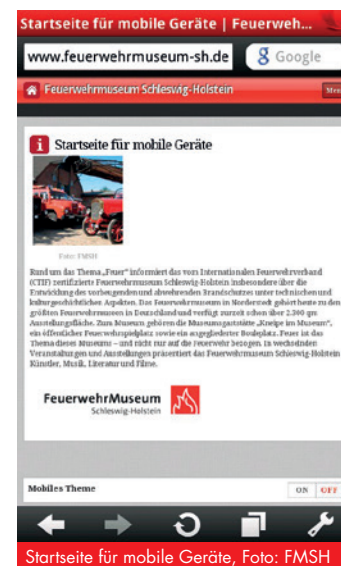 Startseite für mobile Geräte | Feuerweh...
www.feuerwehrmuseum-sh.de Google
Feuerwehrmuseum Schleswig-Holstein Men
i Startseite für mobile Geräte
Foto: FMSH
Rund um das Thema „Feuer“ informiert das vom Internationalen Feuerwehrverband
(CTIF) zertifizierte Feuerwehrmuseum Schleswig-Holstein insbesondere über die
Entwicklung des vorbeugenden und abwehrenden Brandschutzes unter technischen und
kulturgeschichtlichen Aspekten. Das Feuerwehrmuseum in Norderstedt gehört heute zu den
größten Feuerwehrmuseen in Deutschland und verfügt zurzeit schon über 2.300 qm
Ausstellungsfläche. Zum Museum gehören die Museumsgaststätte „Kneipe im Museum“,
ein öffentlicher Feuerwehrspielplatz sowie ein angegliederter Bouleplatz. Feuer ist das
Thema dieses Museums – und nicht nur auf die Feuerwehr bezogen. In wechselnden
Veranstaltungen und Ausstellungen präsentiert das Feuerwehrmuseum Schleswig-Holstein
Künstler, Musik, Literatur und Filme.
FeuerwehrMuseum
Schleswig-Holstein
Mobiles Theme ON OFF
Startseite für mobile Geräte, Foto: FMSH